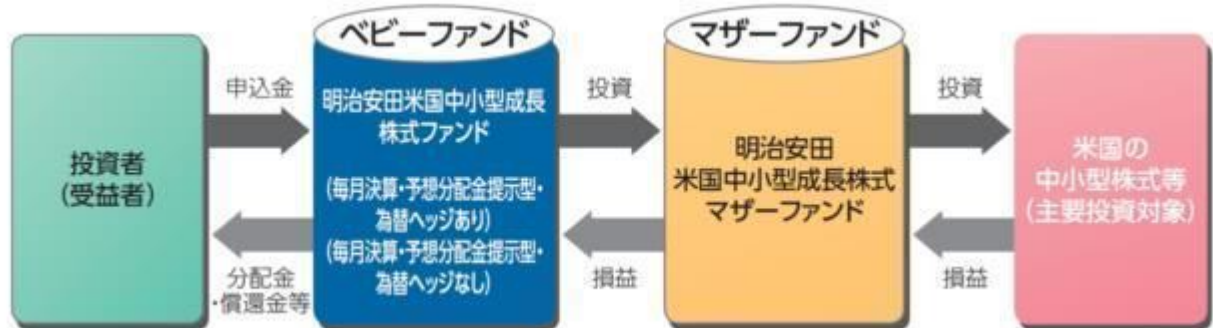 ベビーファンド
マザーファンド
投資者
(受益者)
申込金
分配金
・償還金等
明治安田米国中小型成長
株式ファンド
(毎月決算・予想分配金提示型・
為替ヘッジあり)
(毎月決算・予想分配金提示型・
為替ヘッジなし)
投資
損益
明治安田
米国中小型成長株式
マザーファンド
投資
損益
米国の
中小型株式等
(主要投資対象)